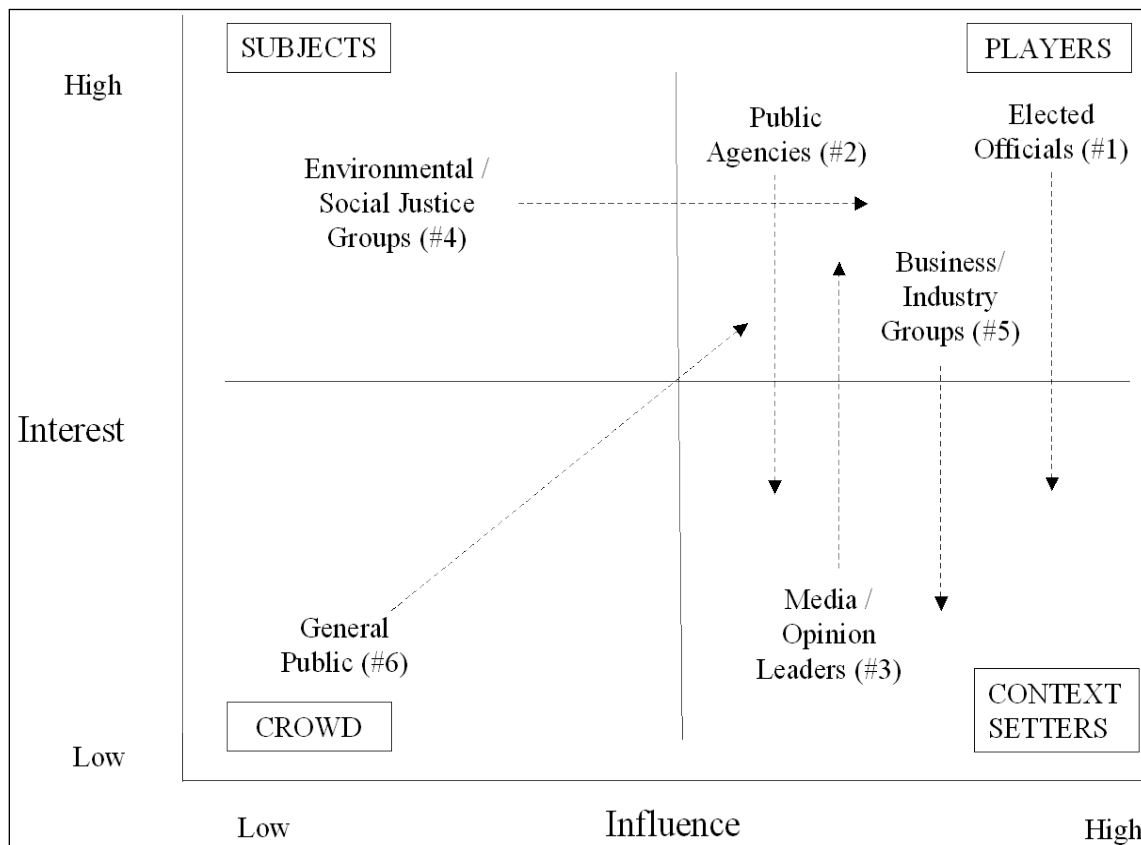 SUBJECTS
PLAYERS
High
Public
Agencies (#2)
Elected
Officials (#1)
Environmental /
Social Justice
Groups (#4)
Business/
Industry
Groups (#5)
Interest
General
Public (#6)
Media /
Opinion
Leaders (#3)
CROWD
CONTEXT
SETTERS
Low
Low
Influence
High